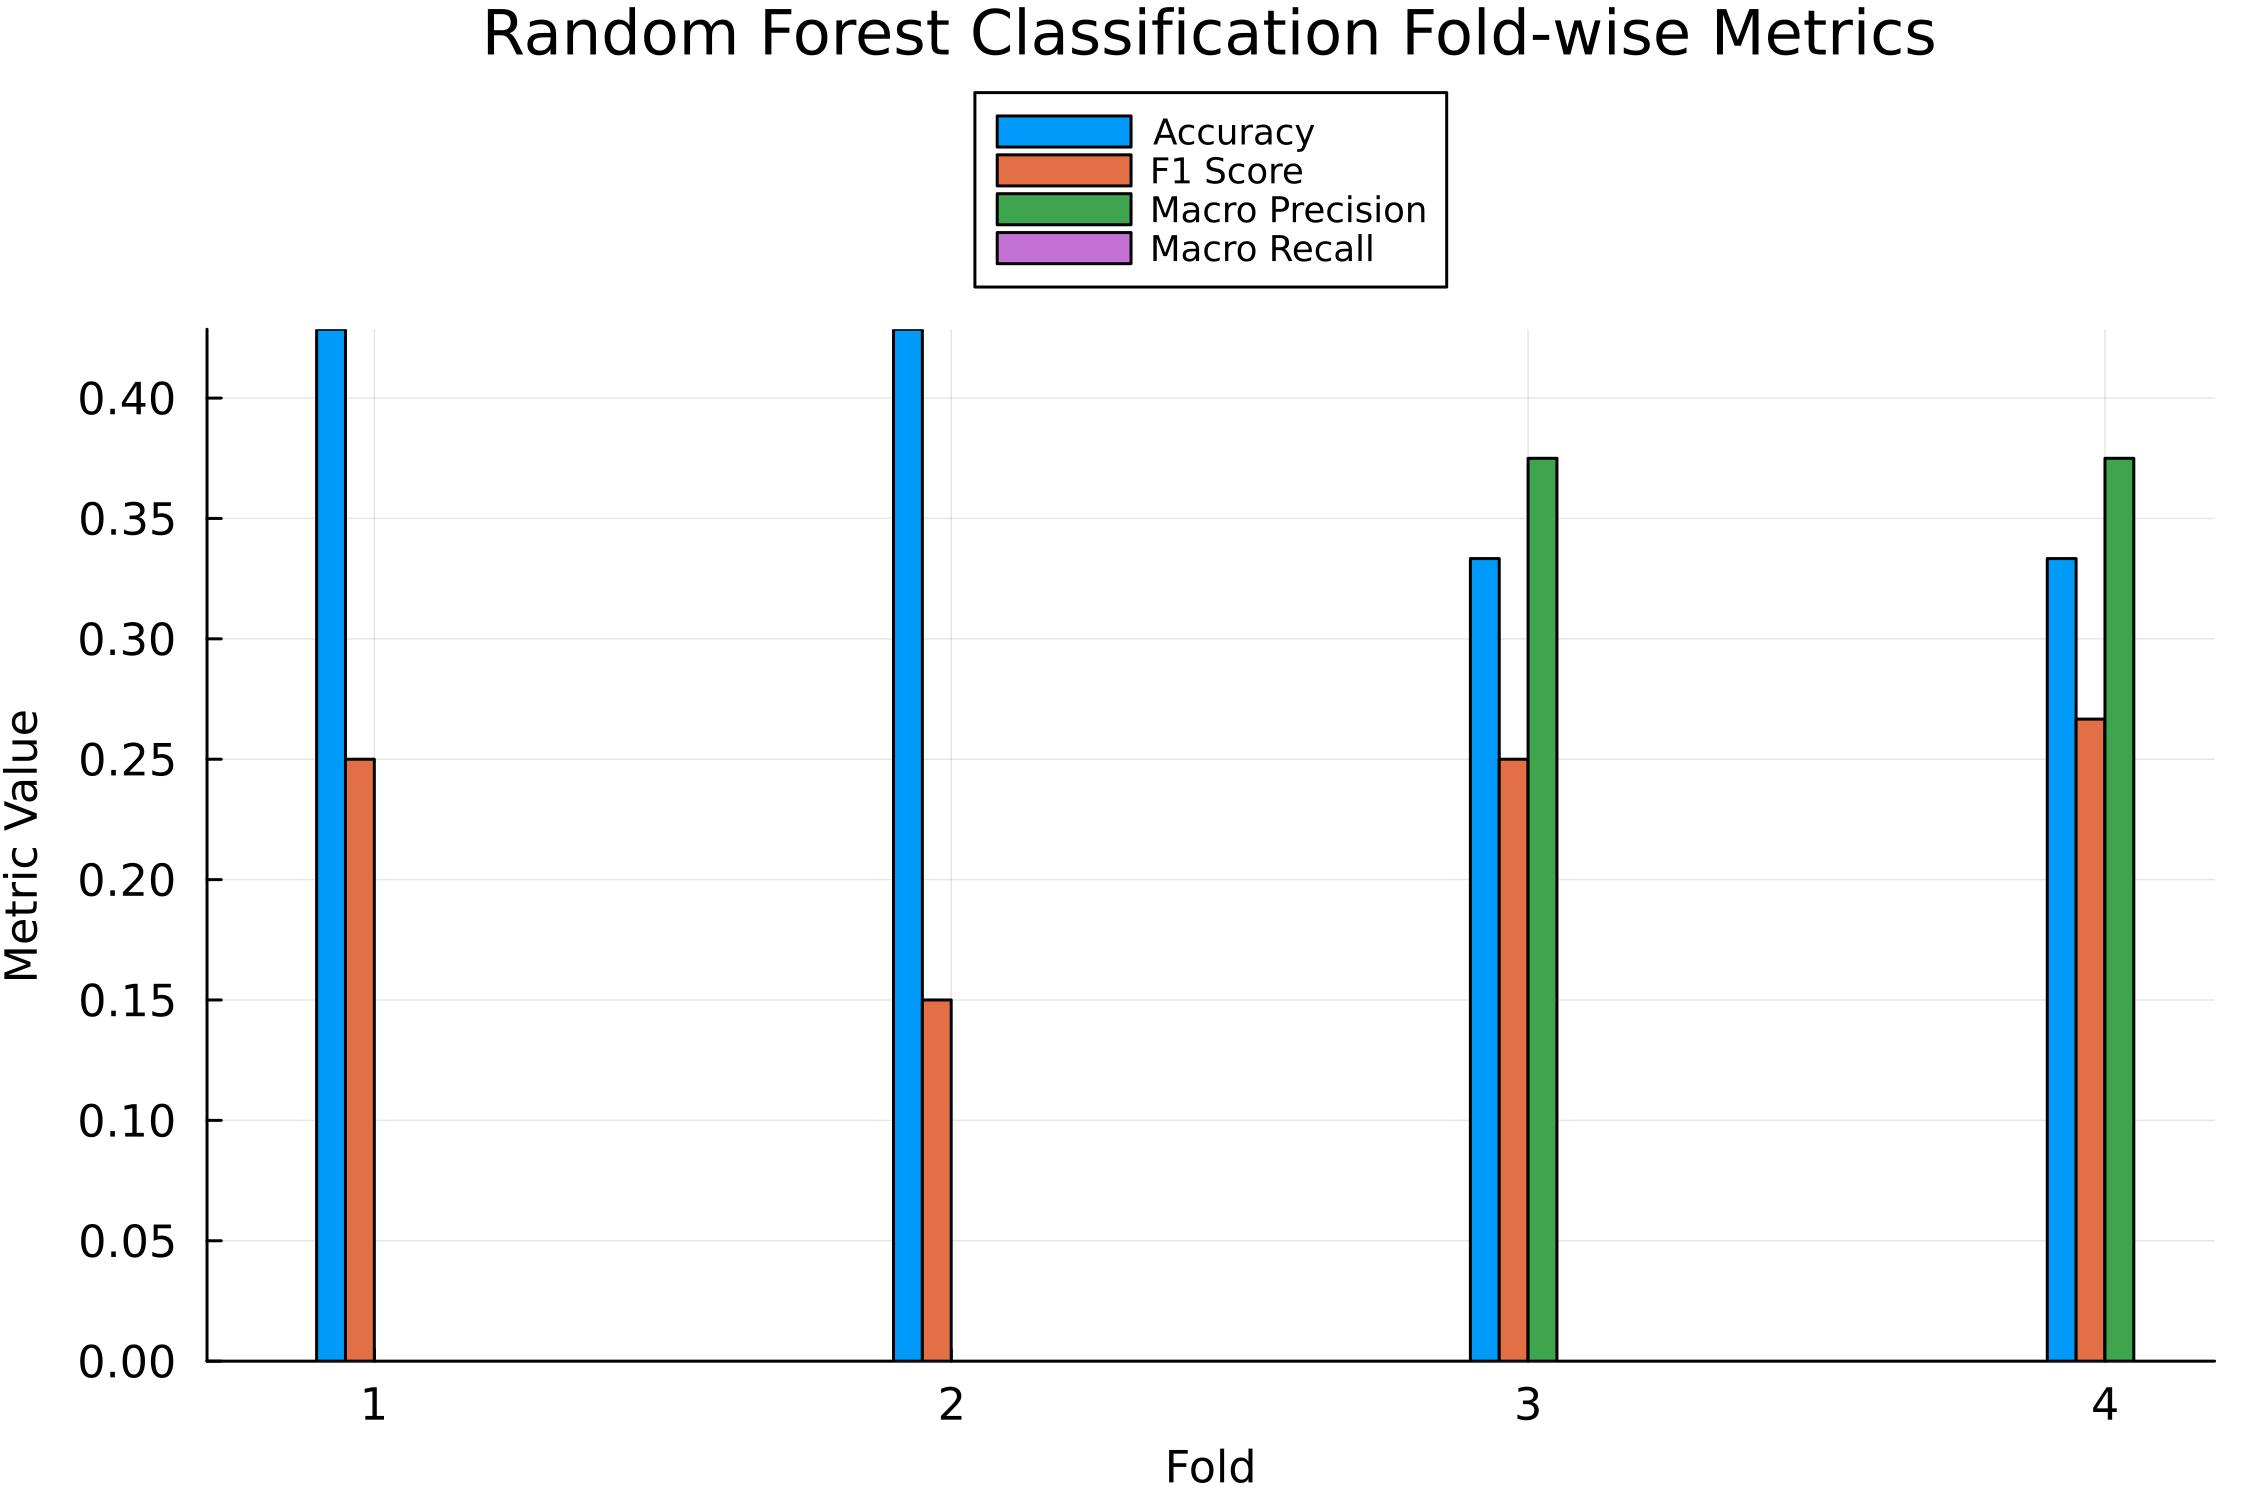 Random Forest Classification Fold-wise Metrics
Accuracy
F1 Score
Macro Precision
Macro Recall
0.40
0.35
0.30
0.25
0.20
0.15
0.10
0.05
0.00
Metric Value
1 2 3 4
Fold